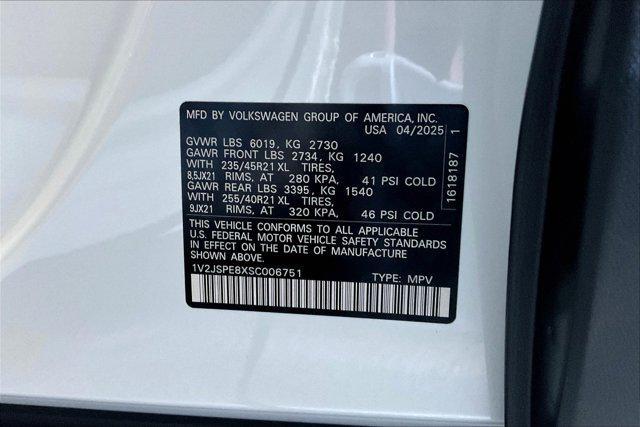 MFD BY VOLKSWAGEN GROUP OF AMERICA, INC.
USA 04/2025
GVWR LBS 6019, KG 2730
GAWR FRONT LBS 2734, KG 1240
WITH 235/45R21 XL TIRES,
8,5JX21 RIMS, AT 280 KPA, 41 PSI COLD
GAWR REAR LBS 3395, KG 1540
WITH 255/40R21 XL TIRES,
9JX21 RIMS, AT 320 KPA, 46 PSI COLD
THIS VEHICLE CONFORMS TO ALL APPLICABLE
U.S. FEDERAL MOTOR VEHICLE SAFETY STANDARDS
IN EFFECT ON THE DATE OF MANUFACTURE
SHOWN ABOVE.
1V2JSPE8XSC006751 TYPE: MPV
1618187 1